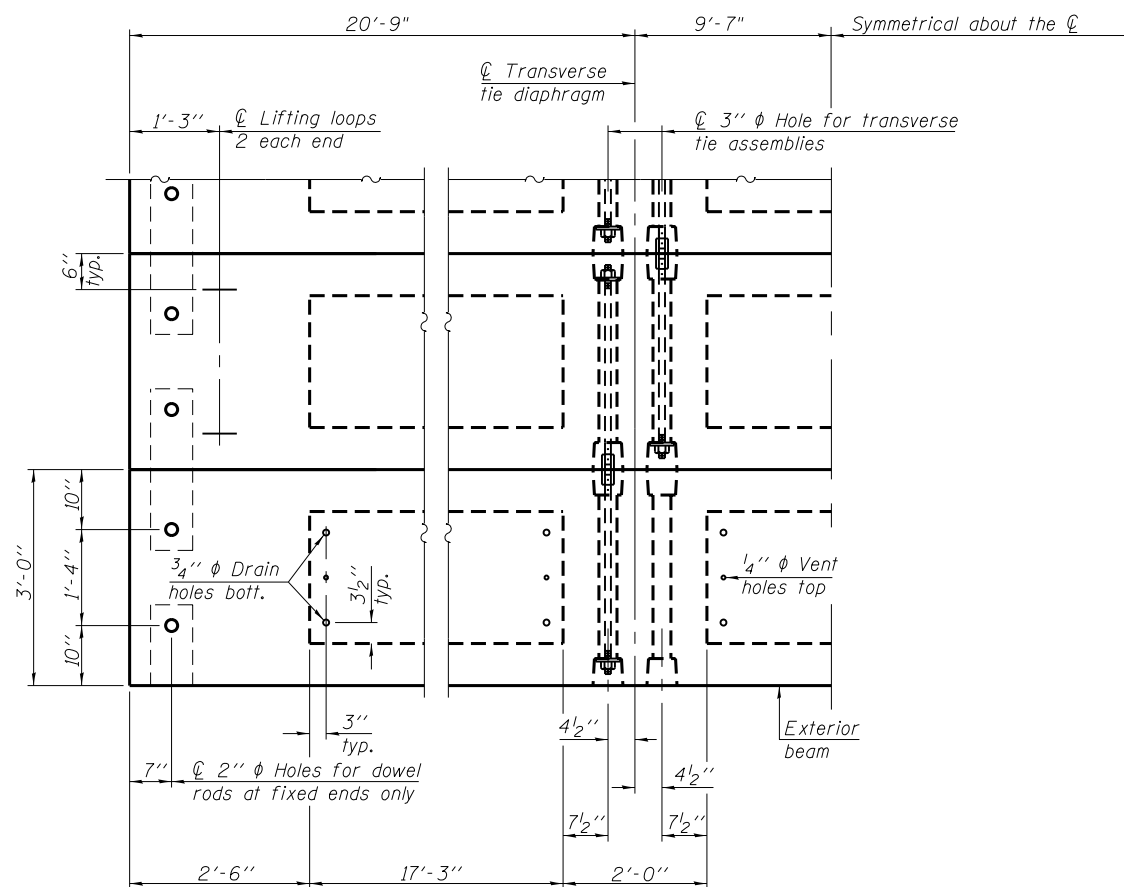 20'-9"
9'-7"
Symmetrical about the ℄
℄ Transverse
tie diaphragm
1'-3"
℄ Lifting loops
2 each end
℄ 3" ϕ Hole for transverse
tie assemblies
6"
typ.
3'-0"
10"
1'-4"
10"
3/4" ϕ Drain
holes bott.
3 1/2"
typ.
1/4" ϕ Vent
holes top
3"
typ.
4 1/2"
Exterior
beam
7"
℄ 2" ϕ Holes for dowel
rods at fixed ends only
4 1/2"
7 1/2"
7 1/2"
2'-6"
17'-3"
2'-0"